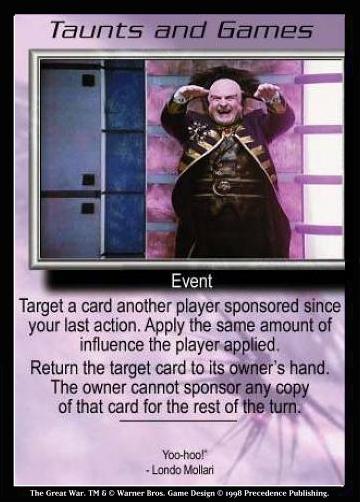 Taunts and Games
Event
Target a card another player sponsored since
your last action. Apply the same amount of
influence the player applied.
Return the target card to its owner's hand.
The owner cannot sponsor any copy
of that card for the rest of the turn.
Yoo-hoo!"
- Londo Mollari
The Great War. TM & © Warner Bros. Game Design © 1998 Precedence Publishing.